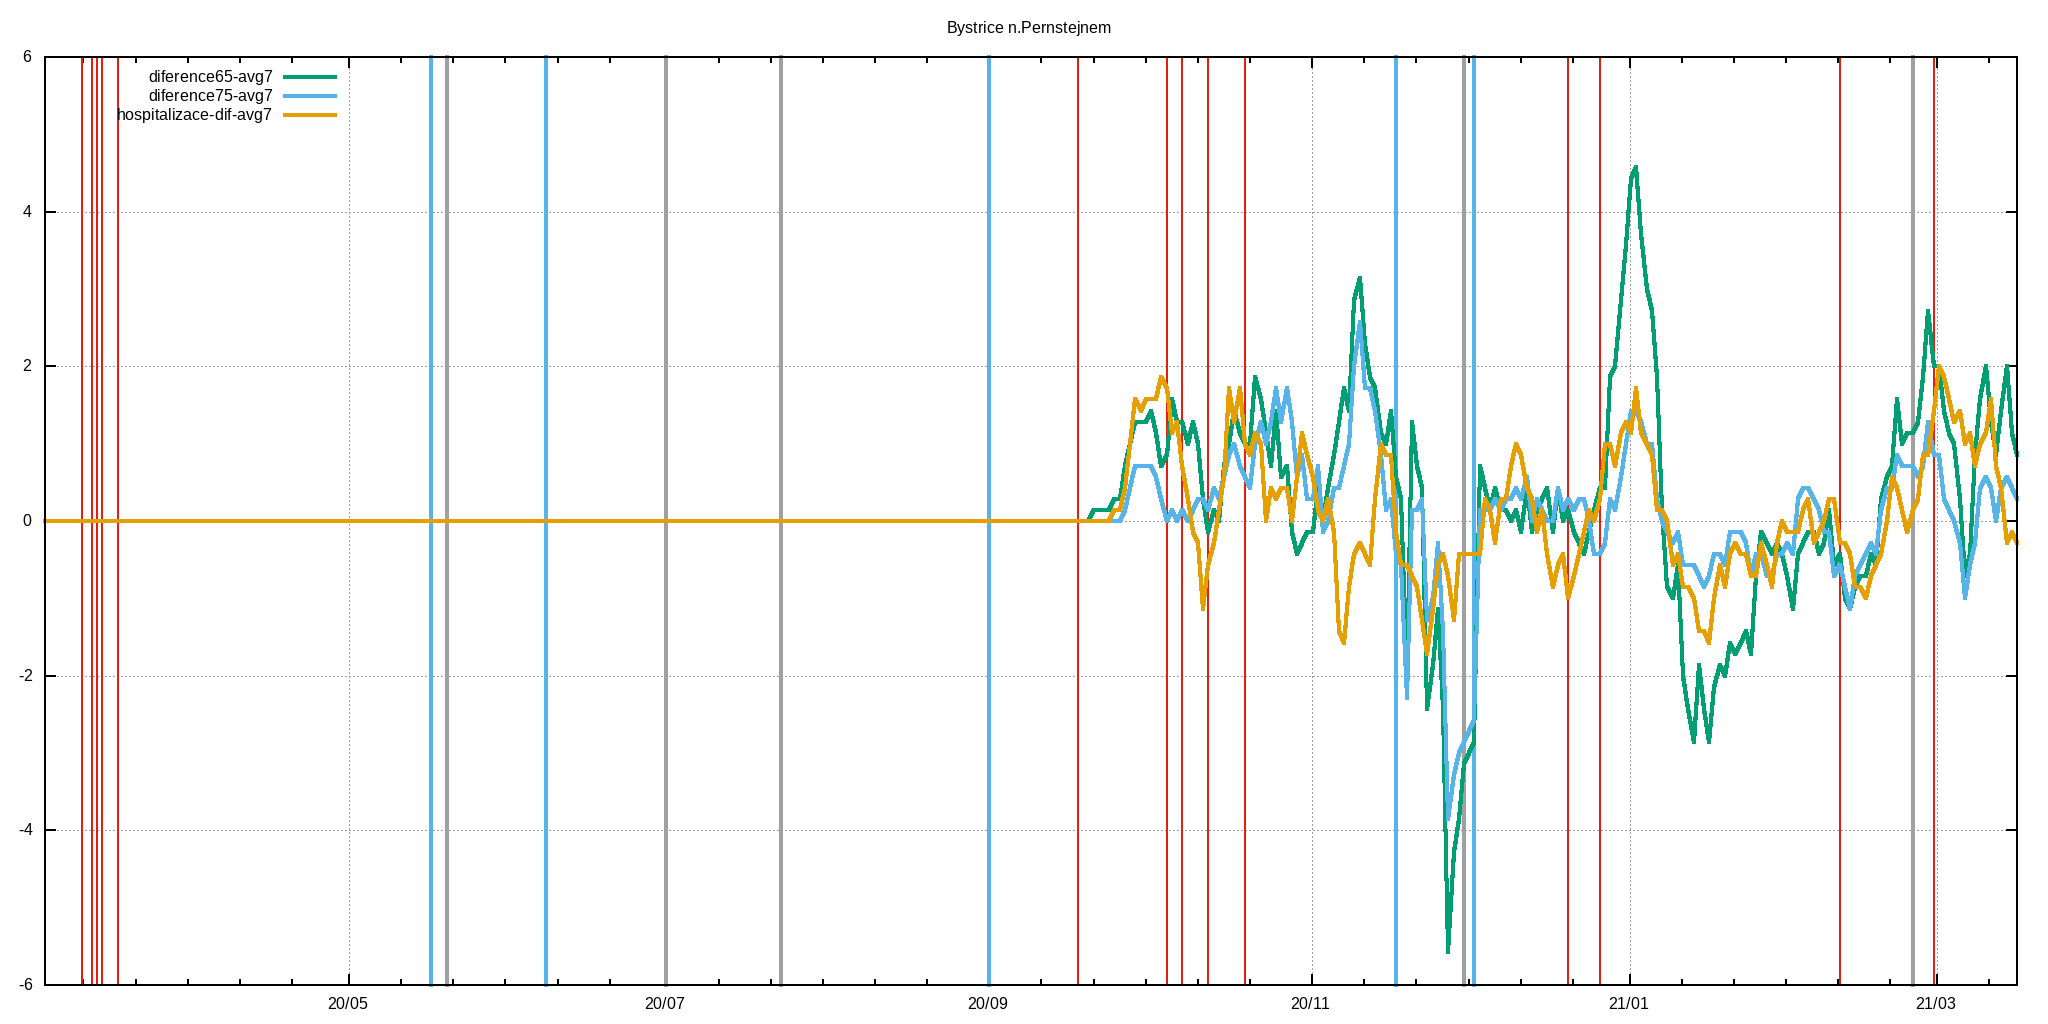 Bystrice n.Pernstejnem
6
4
2
0
-2
-4
-6
diference65-avg7
diference75-avg7
hospitalizace-dif-avg7
20/05 20/07 20/09 20/11 21/01 21/03